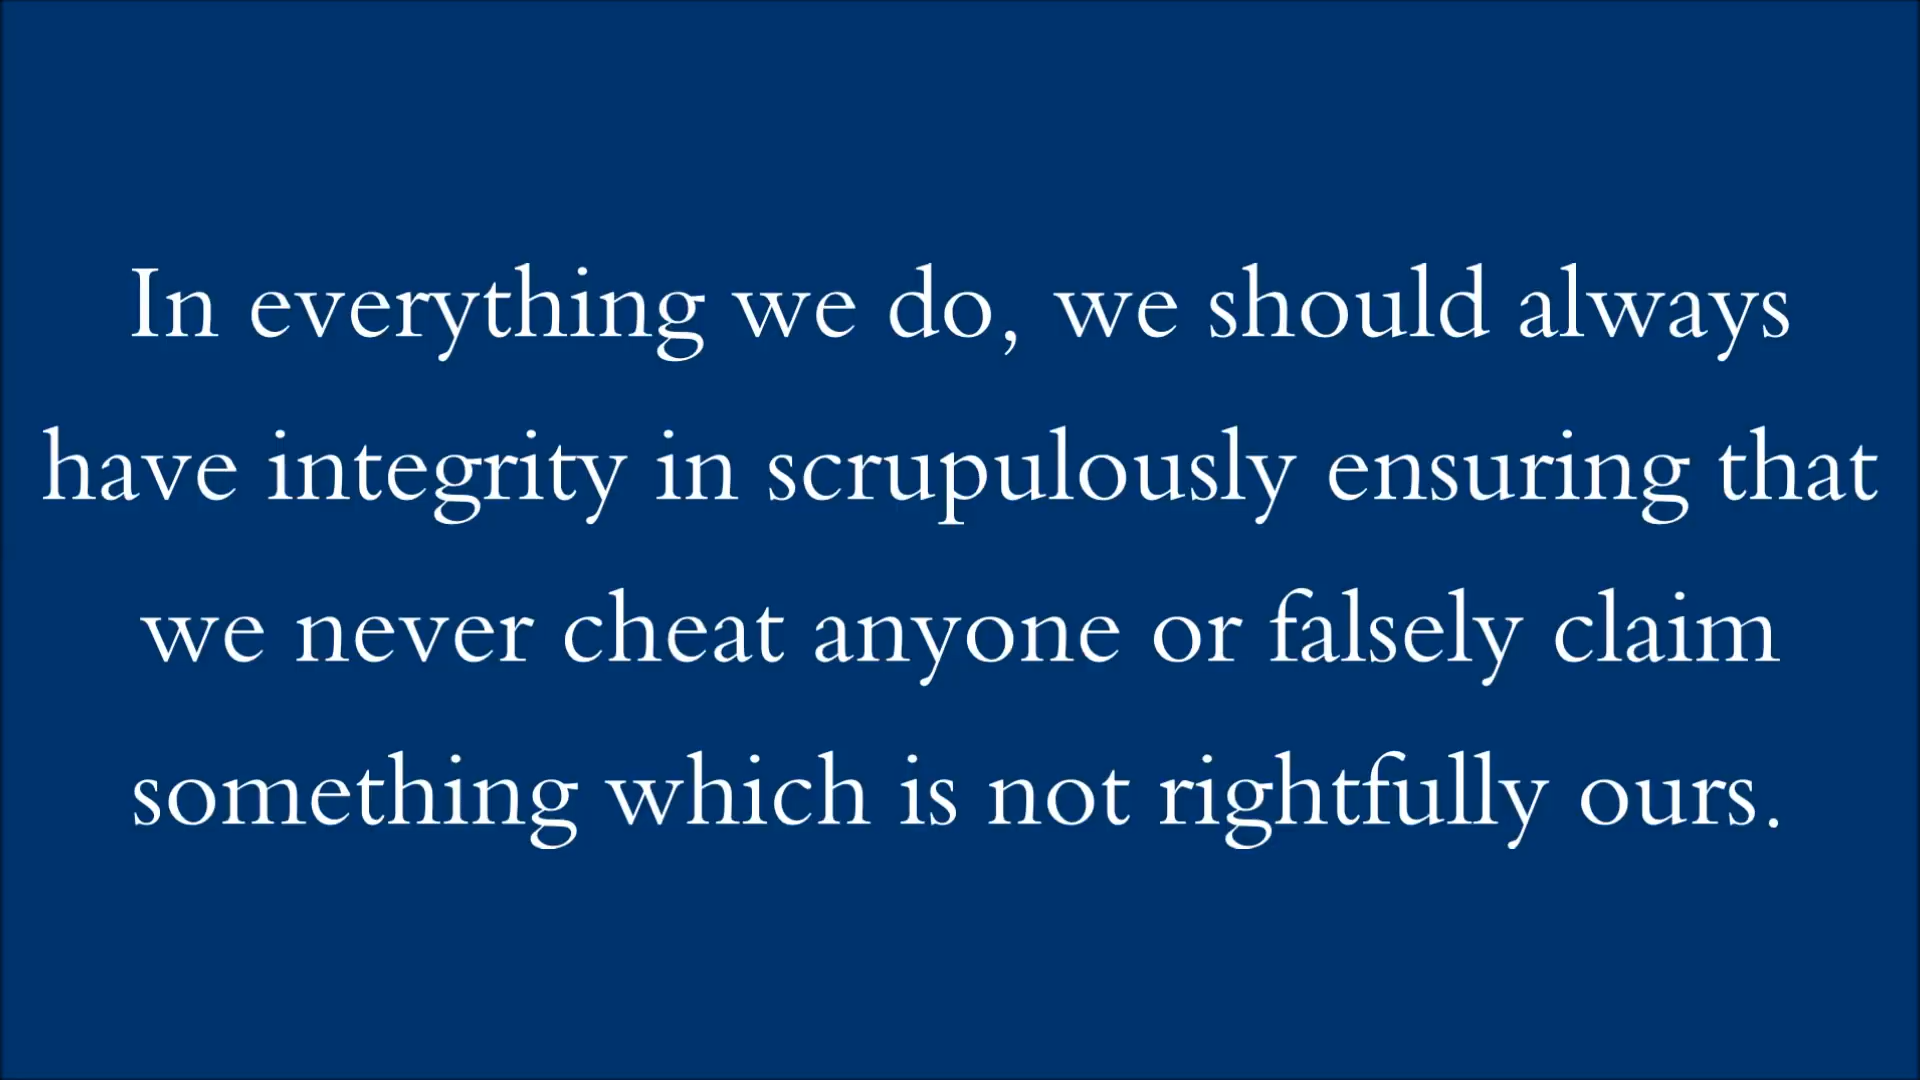 In everything we do, we should always
have integrity in scrupulously ensuring that
we never cheat anyone or falsely claim
something which is not rightfully ours.